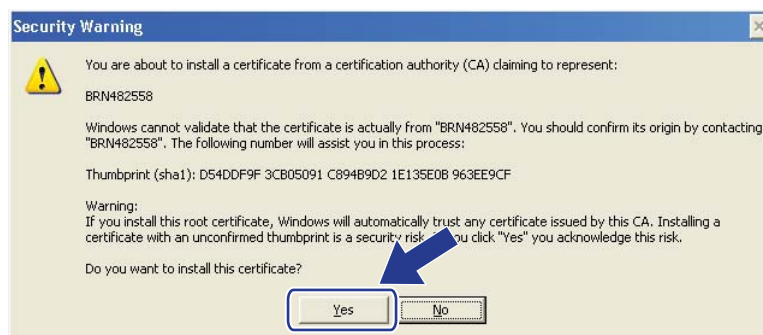 Security Warning
You are about to install a certificate from a certification authority (CA) claiming to represent:
BRN482558
Windows cannot validate that the certificate is actually from "BRN482558". You should confirm its origin by contacting
"BRN482558". The following number will assist you in this process:
Thumbprint (sha1): D54DDF9F 3CB05091 C894B9D2 1E135E0B 963EE9CF
Warning:
If you install this root certificate, Windows will automatically trust any certificate issued by this CA. Installing a
certificate with an unconfirmed thumbprint is a security risk. click "Yes" you acknowledge this risk.
Do you want to install this certificate?
Yes
No